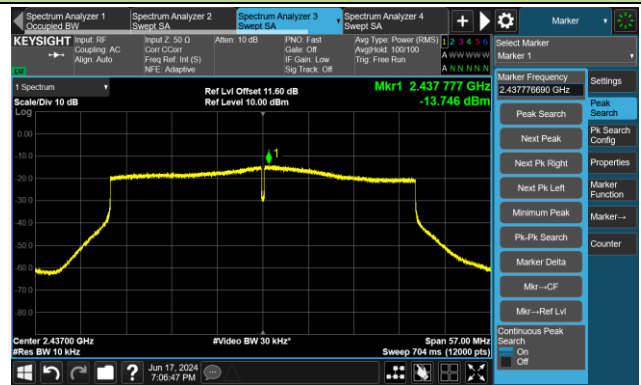 Spectrum Analyzer 1
Occupied BW
Spectrum Analyzer 2
Swept SA
Spectrum Analyzer 3
Swept SA
Spectrum Analyzer 4
Swept SA
Marker
KEYSIGHT
Input: RF
Coupling: AC
Align: Auto
Input Z: 50 Ω
Corr CCorr
Freq Ref: Int (S)
NFE: Adaptive
Atten: 10 dB
PNO: Fast
Gate: Off
IF Gain: Low
Sig Track: Off
Avg Type: Power (RMS)
Avg|Hold: 100/100
Trig: Free Run
1 2 3 4 5 6
A W W W W W
A N N N N N
Select Marker
Marker 1
1 Spectrum
Scale/Div 10 dB
Log
Ref Lvl Offset 11.60 dB
Ref Level 10.00 dBm
Mkr1 2.437 777 GHz
-13.746 dBm
0.00
-10.0
-20.0
-30.0
-40.0
-50.0
-60.0
-70.0
-80.0
1
Center 2.43700 GHz
#Res BW 10 kHz
#Video BW 30 kHz*
Span 57.00 MHz
Sweep 704 ms (12000 pts)
Marker Frequency
2.437776690 GHz
Peak Search
Next Peak
Next Pk Right
Next Pk Left
Minimum Peak
Pk-Pk Search
Marker Delta
Mkr→CF
Mkr→Ref Lvl
Continuous Peak
Search
On
Off
Settings
Peak
Search
Pk Search
Config
Properties
Marker
Function
Marker→
Counter
?
Jun 17, 2024
7:06:47 PM